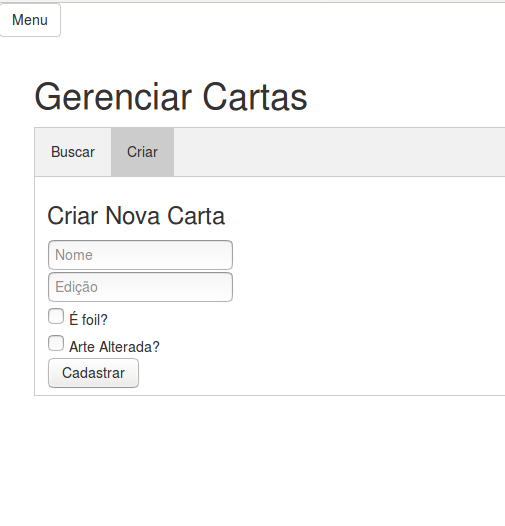 Menu
Gerenciar Cartas
Buscar Criar
Criar Nova Carta
Nome
Edição
É foil?
Arte Alterada?
Cadastrar